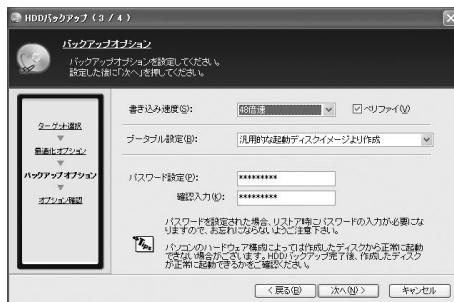 HDDバックアップ (3 / 4)
バックアップオプション
バックアップオプションを設定してください。
設定した後に「次へ」を押してください。
ターゲット選択
最適化オプション
バックアップオプション
オプション確認
書き込み速度(S):
48倍速
ベリファイ(V)
ブータブル設定(B):
汎用的な起動ディスクイメージより作成
パスワード設定(P):
*********
確認入力(K):
*********
パスワードを設定された場合、リストア時にパスワードの入力が必要にな
りますので、お忘れにならないようご注意下さい。
パソコンのハードウェア構成によっては作成したディスクから正常に起動
できない場合がございます。HDDバックアップ完了後、作成したディスク
が正常に起動できるかをご確認ください。
< 戻る(B)
次へ(N) >
キャンセル